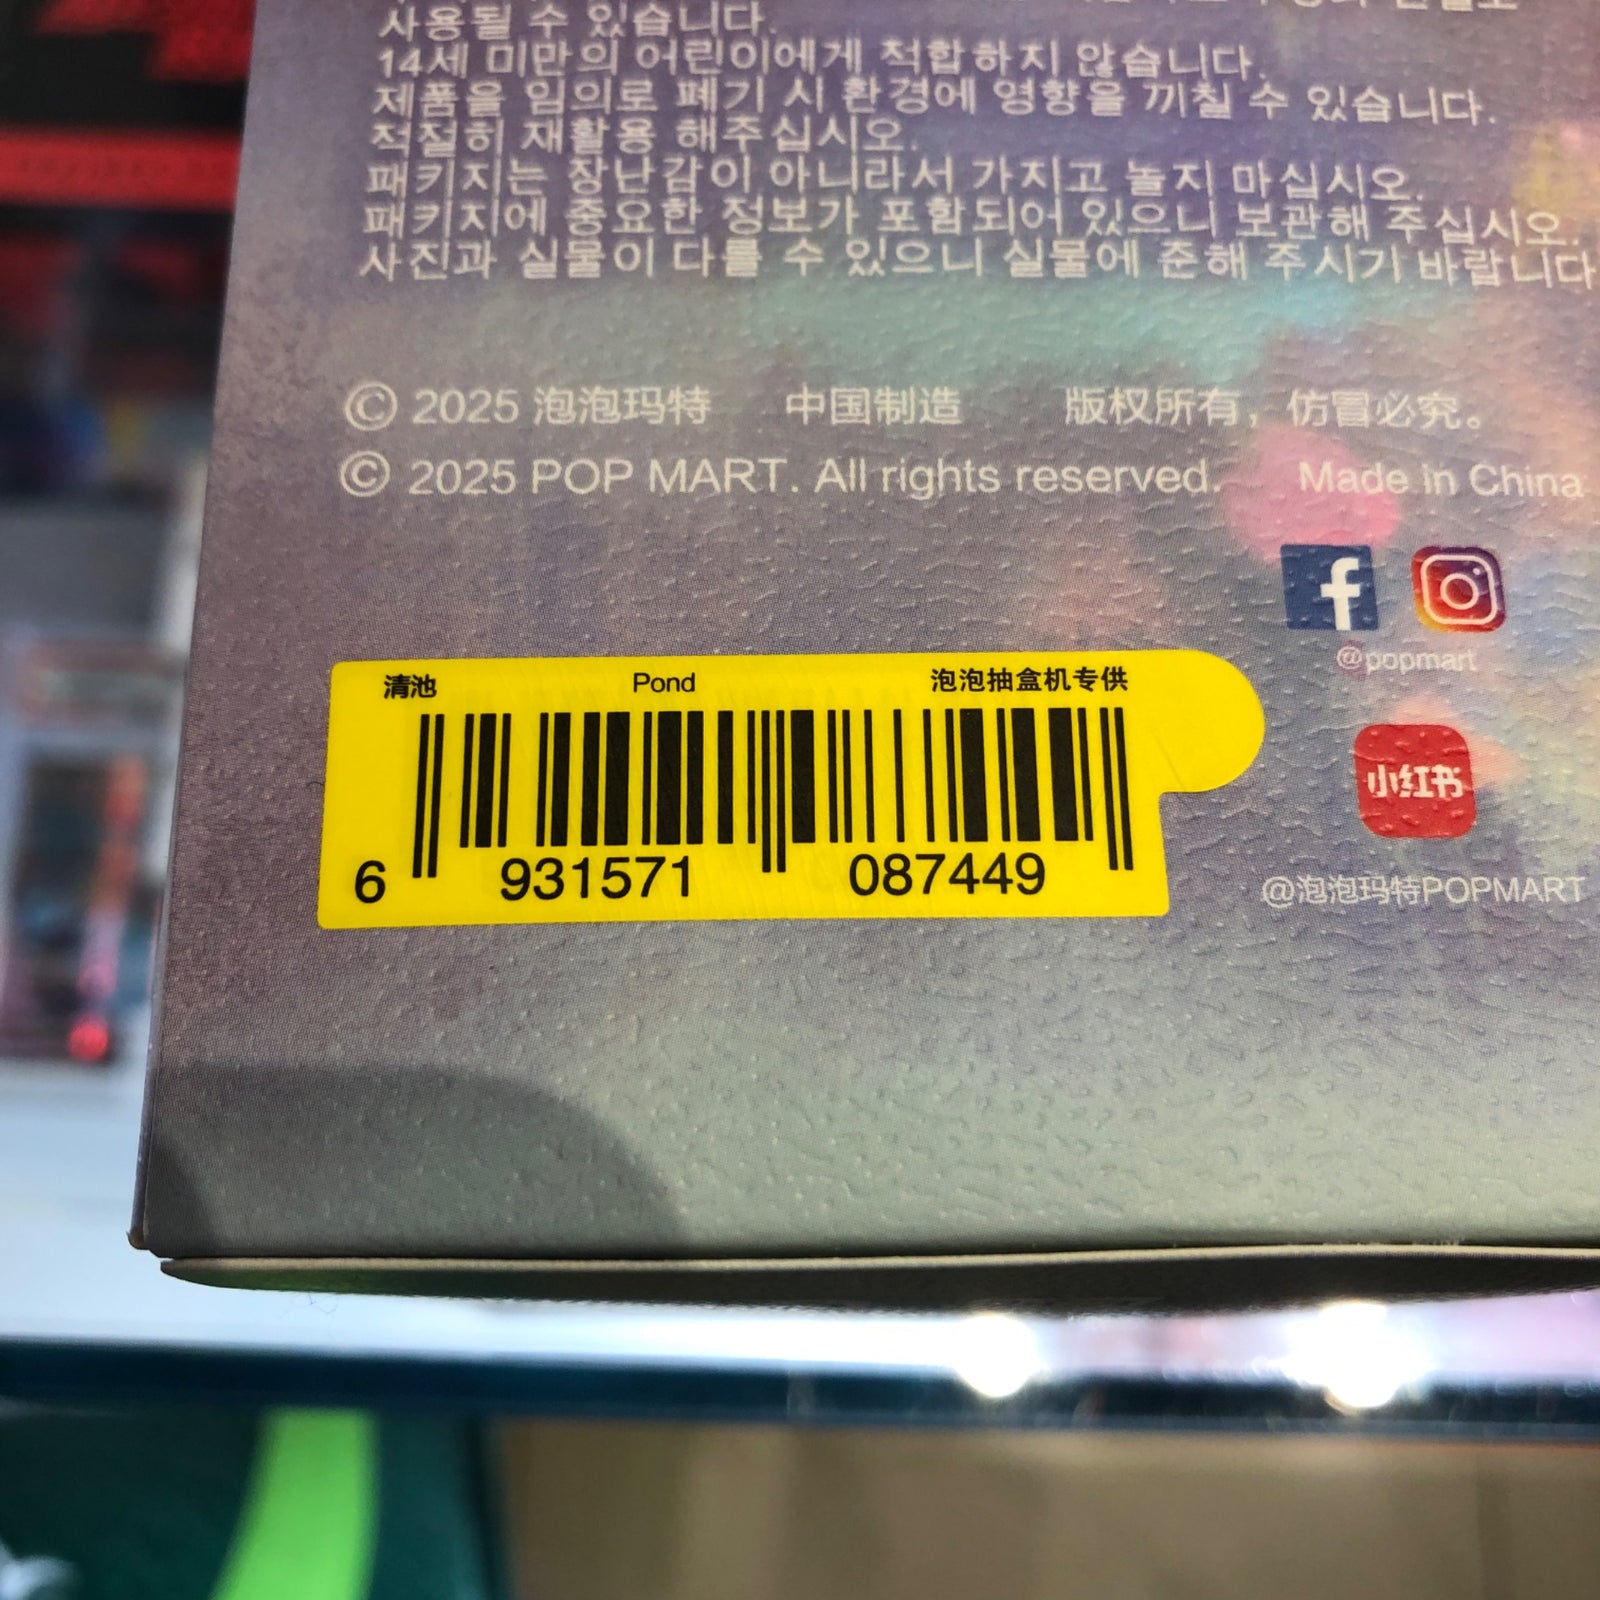 사용될 수 있습니다.
14세 미만의 어린이에게 적합하지 않습니다.
제품을 임의로 폐기 시 환경에 영향을 끼칠 수 있습니다.
적절히 재활용 해주십시오.
패키지는 장난감이 아니라서 가지고 놀지 마십시오.
패키지에 중요한 정보가 포함되어 있으니 보관해 주십시오.
사진과 실물이 다를 수 있으니 실물에 준해 주시기 바랍니다
© 2025 泡泡玛特 中国制造 版权所有，仿冒必究。
© 2025 POP MART. All rights reserved. Made in China
@popmart
清池 Pond 泡泡抽盒机专供
小红书
6 931571 087449
@泡泡玛特POPMART